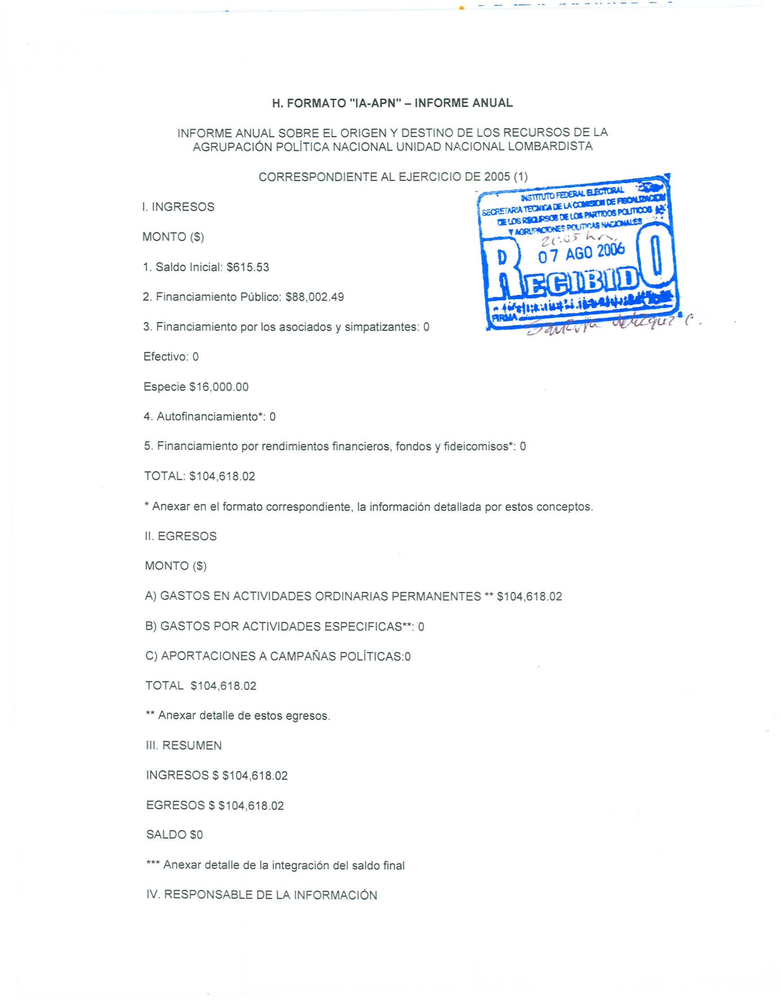 H. FORMATO "IA-APN" – INFORME ANUAL
INFORME ANUAL SOBRE EL ORIGEN Y DESTINO DE LOS RECURSOS DE LA
AGRUPACIÓN POLÍTICA NACIONAL UNIDAD NACIONAL LOMBARDISTA
CORRESPONDIENTE AL EJERCICIO DE 2005 (1)
INSTITUTO FEDERAL ELECTORAL
SECRETARIA TECNICA DE LA COMISION DE FISCALIZACION
DE LOS RECURSOS DE LOS PARTIDOS POLITICOS
Y AGRUPACIONES POLITICAS NACIONALES
21:05 hrs,
07 AGO 2006
RECIBIDO
FIRMA
I. INGRESOS
MONTO ($)
1. Saldo Inicial: $615.53
2. Financiamiento Público: $88,002.49
3. Financiamiento por los asociados y simpatizantes: 0
Efectivo: 0
Especie $16,000.00
4. Autofinanciamiento*: 0
5. Financiamiento por rendimientos financieros, fondos y fideicomisos*: 0
TOTAL: $104,618.02
* Anexar en el formato correspondiente, la información detallada por estos conceptos.
II. EGRESOS
MONTO ($)
A) GASTOS EN ACTIVIDADES ORDINARIAS PERMANENTES ** $104,618.02
B) GASTOS POR ACTIVIDADES ESPECIFICAS**: 0
C) APORTACIONES A CAMPAÑAS POLÍTICAS:0
TOTAL $104,618.02
** Anexar detalle de estos egresos.
III. RESUMEN
INGRESOS $ $104,618.02
EGRESOS $ $104,618.02
SALDO $0
*** Anexar detalle de la integración del saldo final
IV. RESPONSABLE DE LA INFORMACIÓN